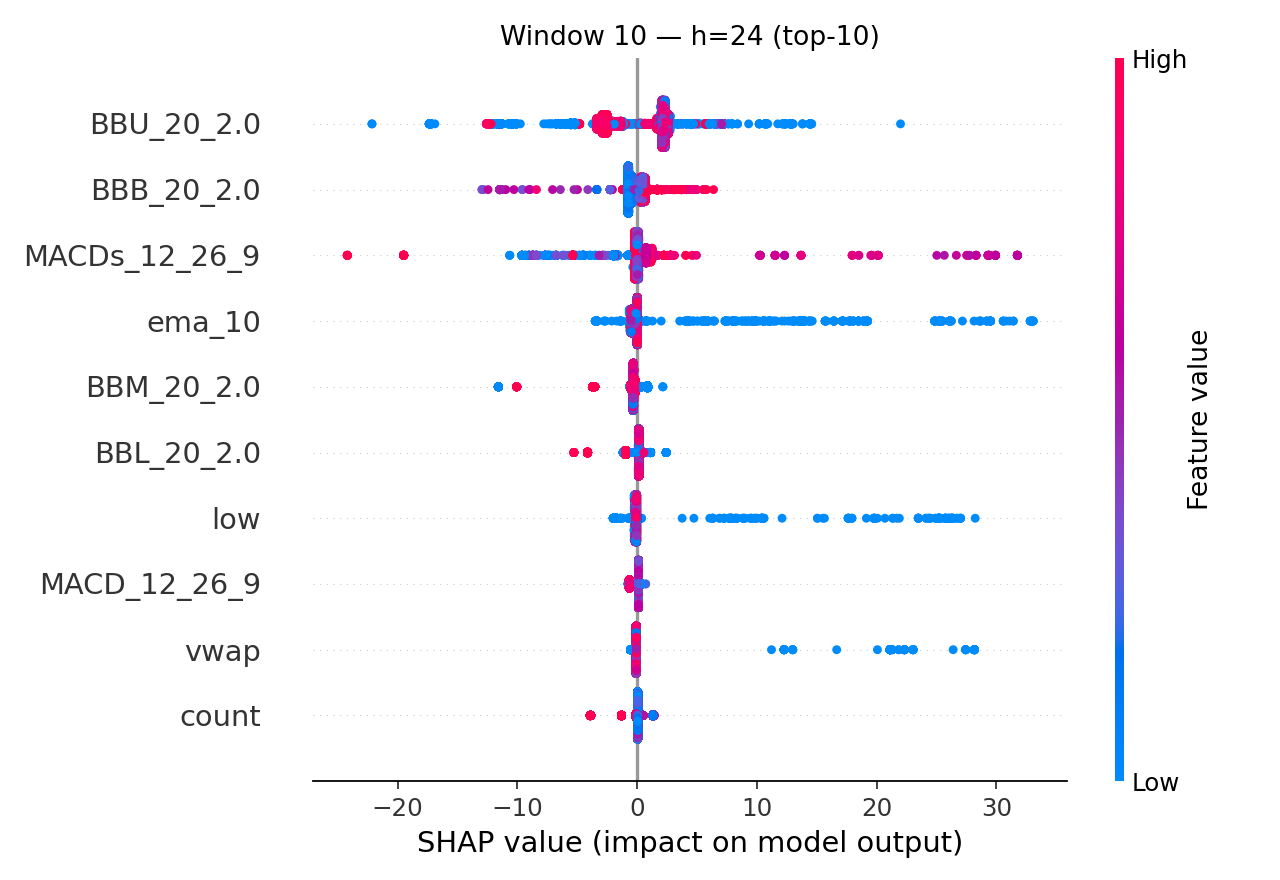 Window 10 — h=24 (top-10)
High
BBU_20_2.0
BBB_20_2.0
MACDs_12_26_9
ema_10
BBM_20_2.0
BBL_20_2.0
low
MACD_12_26_9
vwap
count
Feature value
Low
−20 −10 0 10 20 30
SHAP value (impact on model output)